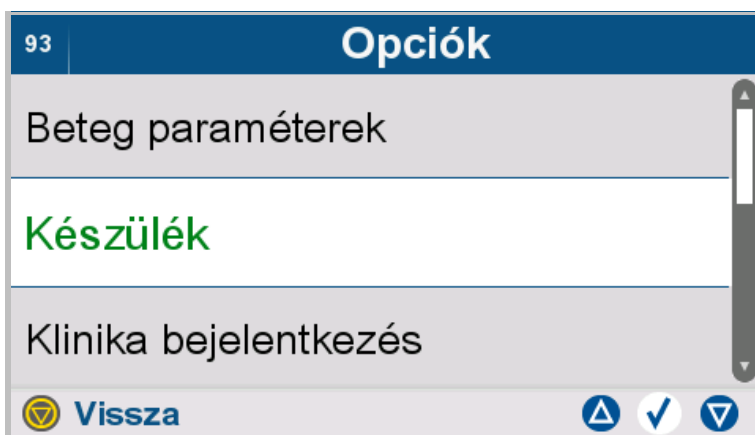 93
Opciók
Beteg paraméterek
Készülék
Klinika bejelentkezés
Vissza